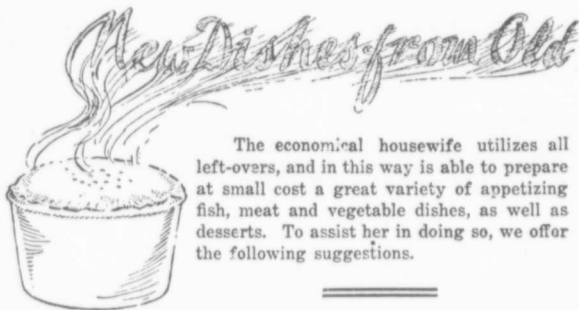 New Dishes from Old
The economical housewife utilizes all
left-overs, and in this way is able to prepare
at small cost a great variety of appetizing
fish, meat and vegetable dishes, as well as
desserts. To assist her in doing so, we offor
the following suggestions.